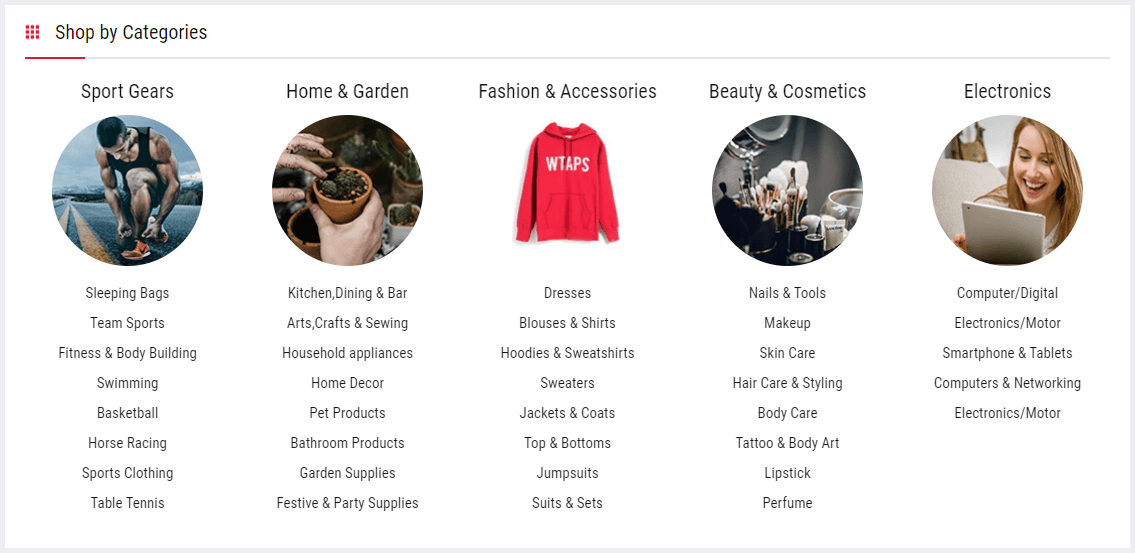 Shop by Categories
Sport Gears
Sleeping Bags
Team Sports
Fitness & Body Building
Swimming
Basketball
Horse Racing
Sports Clothing
Table Tennis
Home & Garden
Kitchen,Dining & Bar
Arts,Crafts & Sewing
Household appliances
Home Decor
Pet Products
Bathroom Products
Garden Supplies
Festive & Party Supplies
Fashion & Accessories
WTAPS
Dresses
Blouses & Shirts
Hoodies & Sweatshirts
Sweaters
Jackets & Coats
Top & Bottoms
Jumpsuits
Suits & Sets
Beauty & Cosmetics
Nails & Tools
Makeup
Skin Care
Hair Care & Styling
Body Care
Tattoo & Body Art
Lipstick
Perfume
Electronics
Computer/Digital
Electronics/Motor
Smartphone & Tablets
Computers & Networking
Electronics/Motor